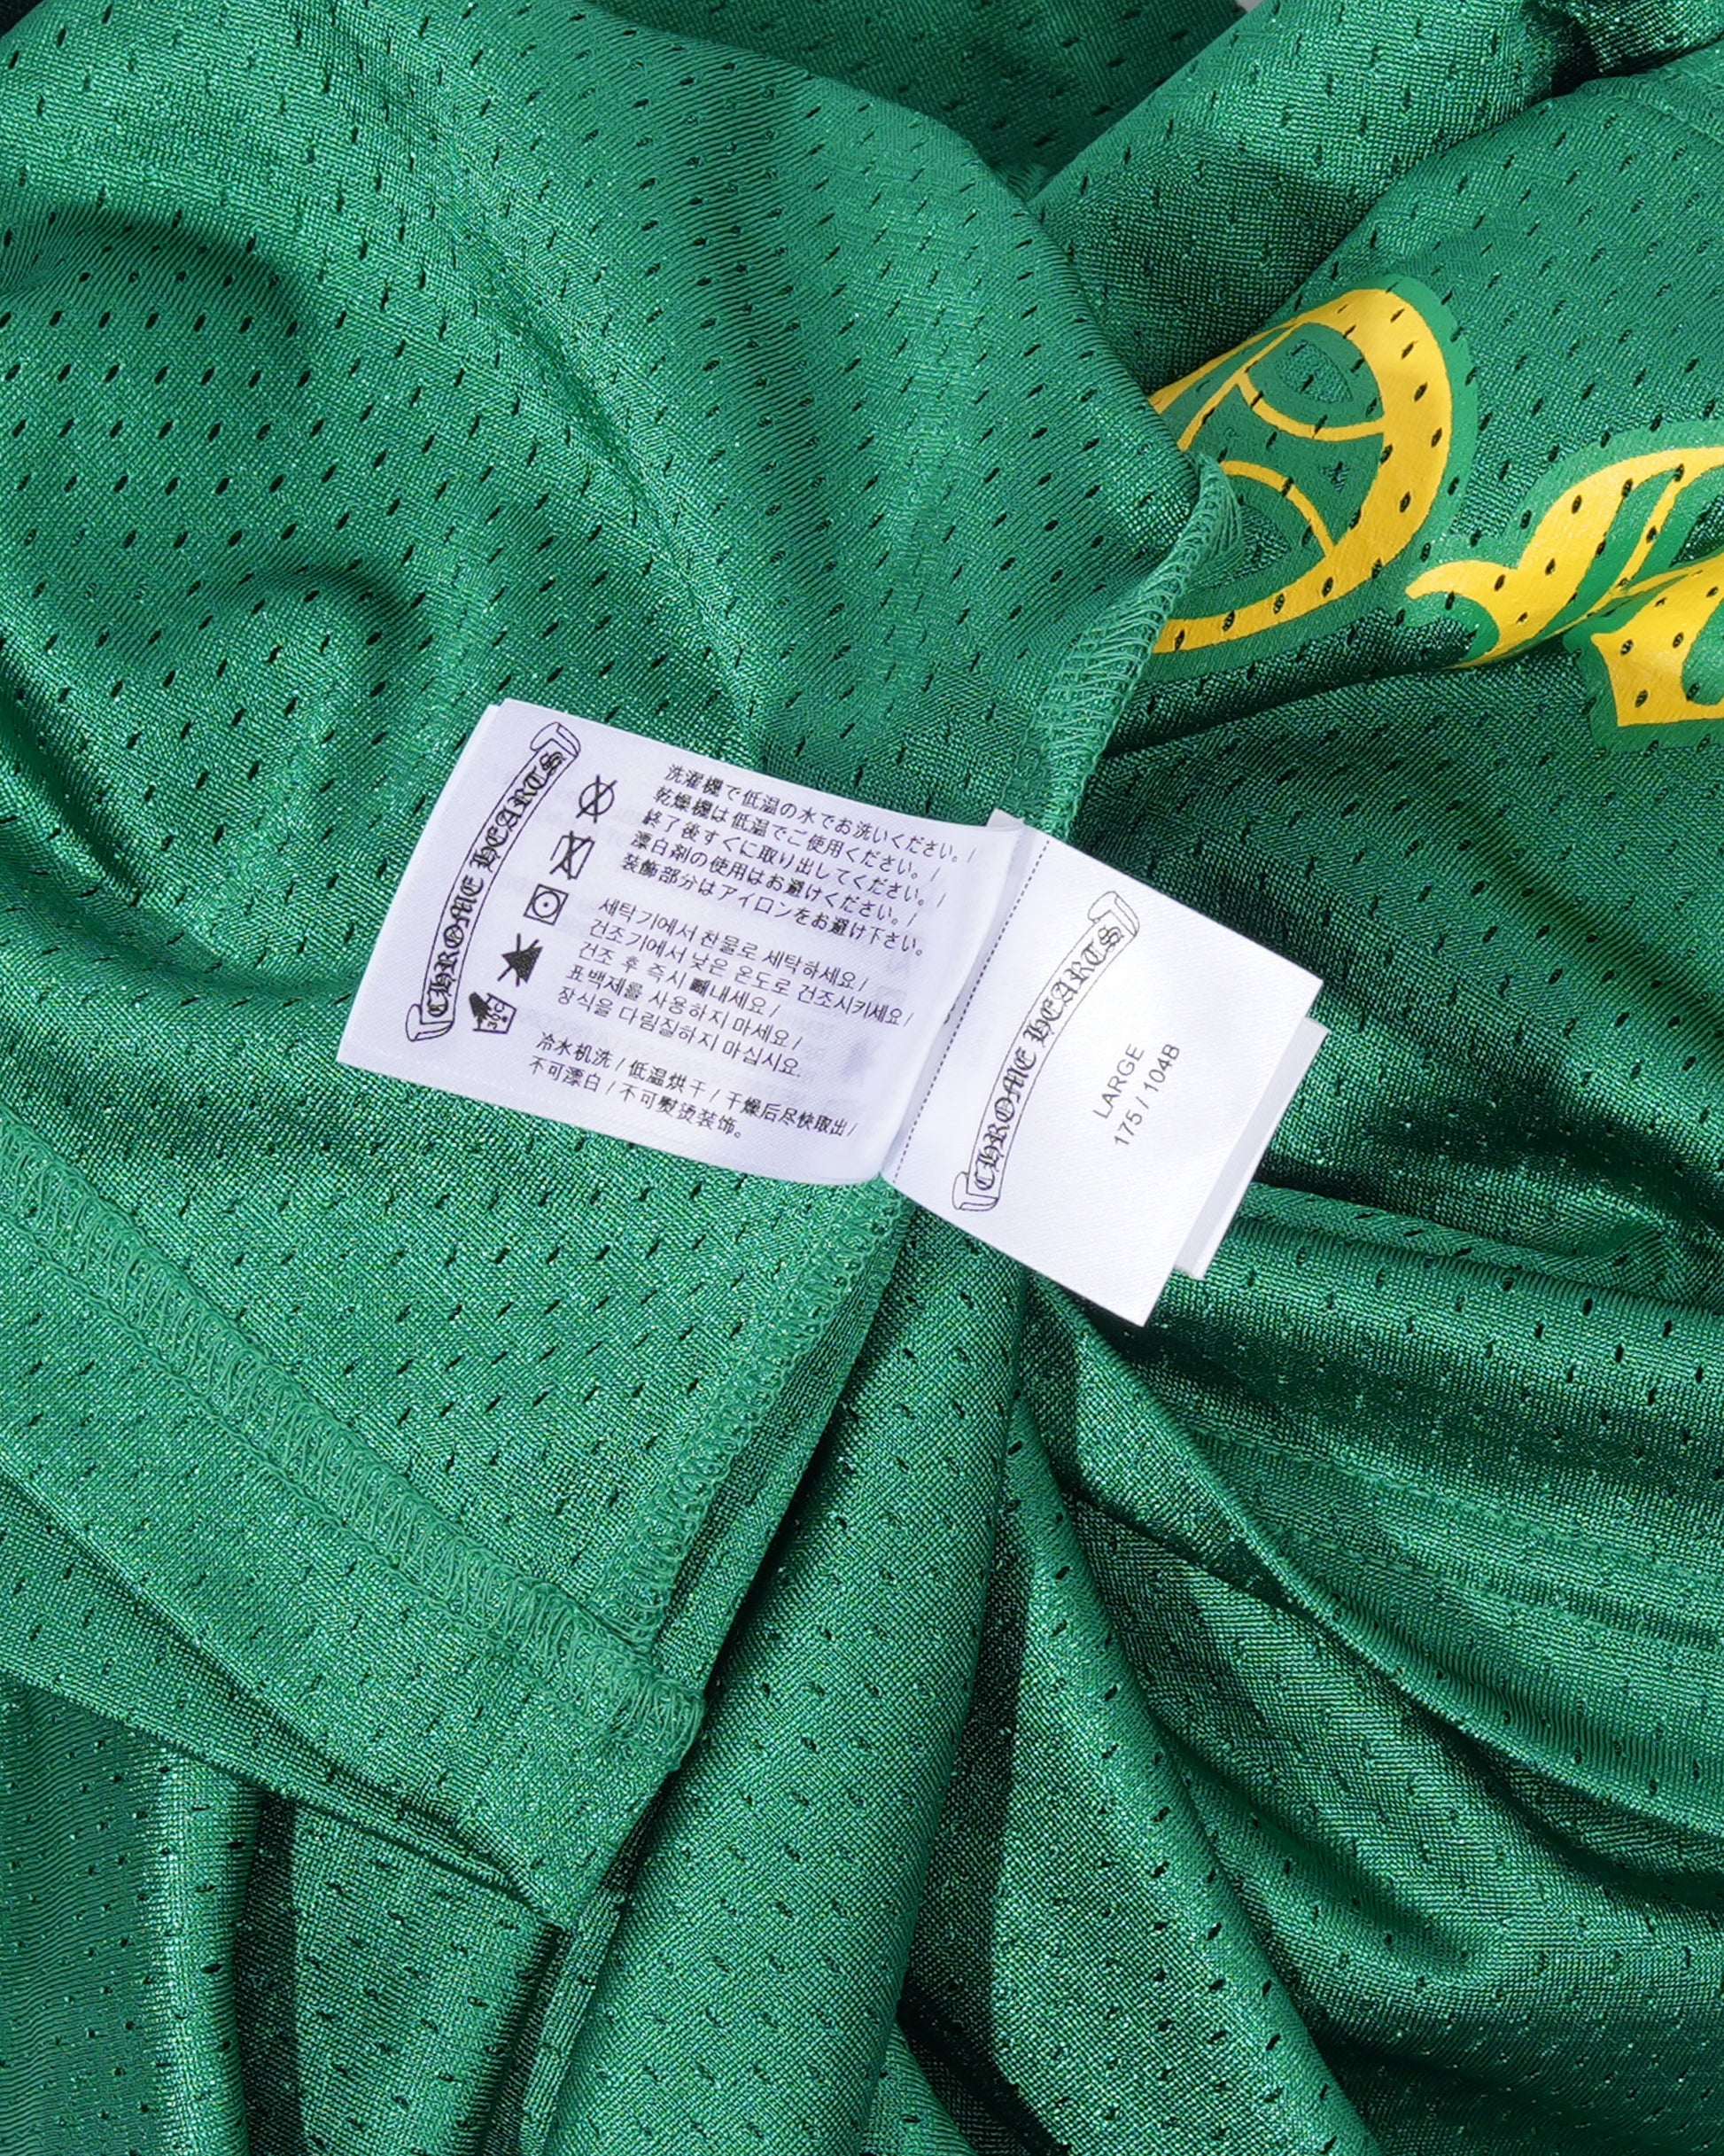 CHROME HEARTS
洗濯機で低温の水でお洗いください。/
乾燥機は低温でご使用ください。/
終了後すぐに取り出してください。/
漂白剤の使用はお避けください。/
装飾部分はアイロンをお避け下さい。
세탁기에서 찬물로 세탁하세요 /
건조기에서 낮은 온도로 건조시키세요 /
건조 후 즉시 빼내세요 /
표백제를 사용하지 마세요 /
장식을 다림질하지 마십시요.
冷水机洗 / 低温烘干 / 干燥后尽快取出 /
不可漂白 / 不可熨烫装饰。
30C
CHROME HEARTS
LARGE
175 / 104B